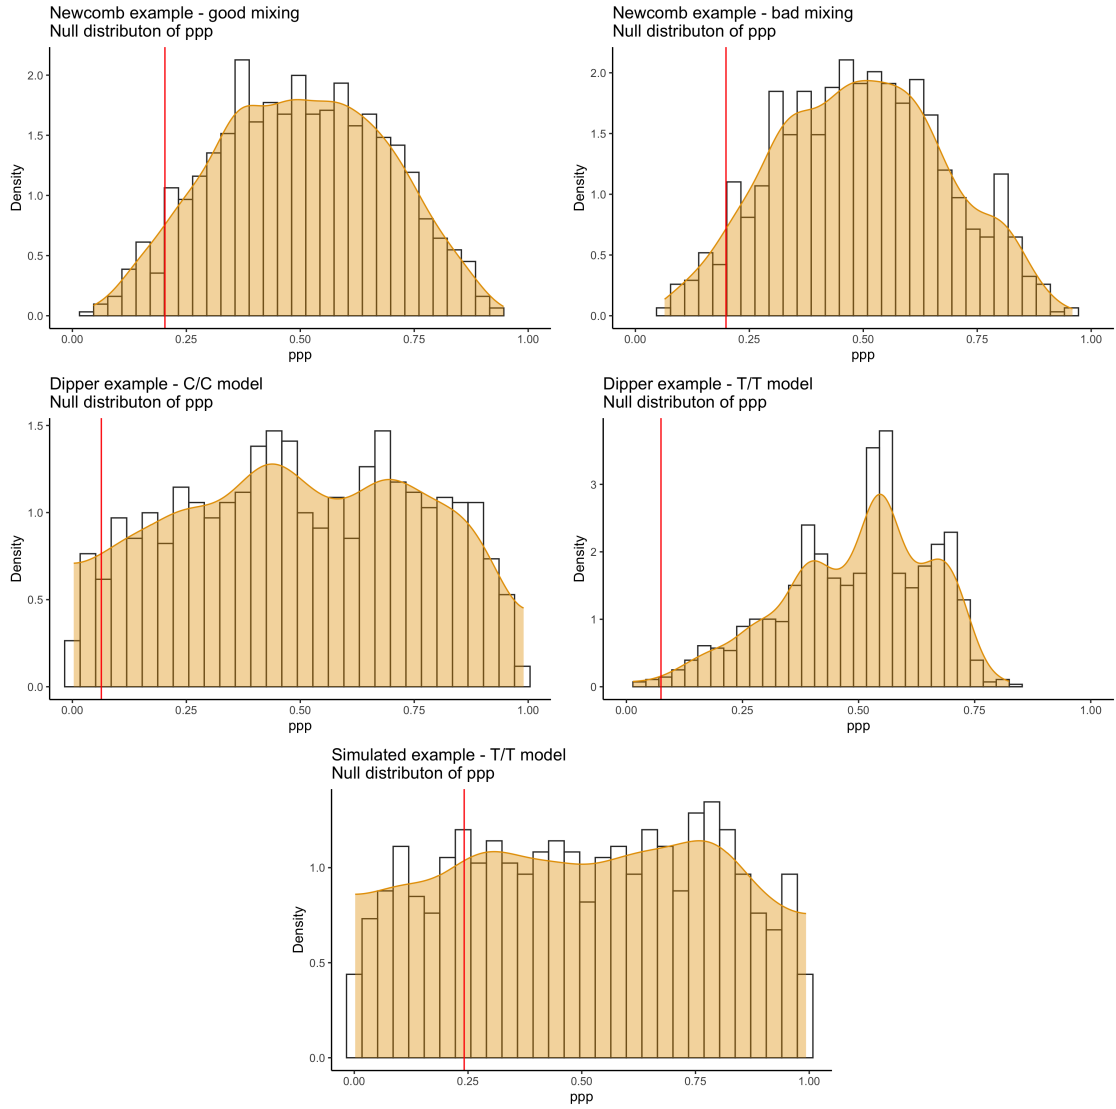 Newcomb example - good mixing
Null distributon of ppp
2.0
1.5
1.0
0.5
0.0
Density
0.00 0.25 0.50 0.75 1.00
ppp
Newcomb example - bad mixing
Null distributon of ppp
2.0
1.5
1.0
0.5
0.0
Density
0.00 0.25 0.50 0.75 1.00
ppp
Dipper example - C/C model
Null distributon of ppp
1.5
1.0
0.5
0.0
Density
0.00 0.25 0.50 0.75 1.00
ppp
Dipper example - T/T model
Null distributon of ppp
3
2
1
0
Density
0.00 0.25 0.50 0.75 1.00
ppp
Simulated example - T/T model
Null distributon of ppp
1.0
0.5
0.0
Density
0.00 0.25 0.50 0.75 1.00
ppp